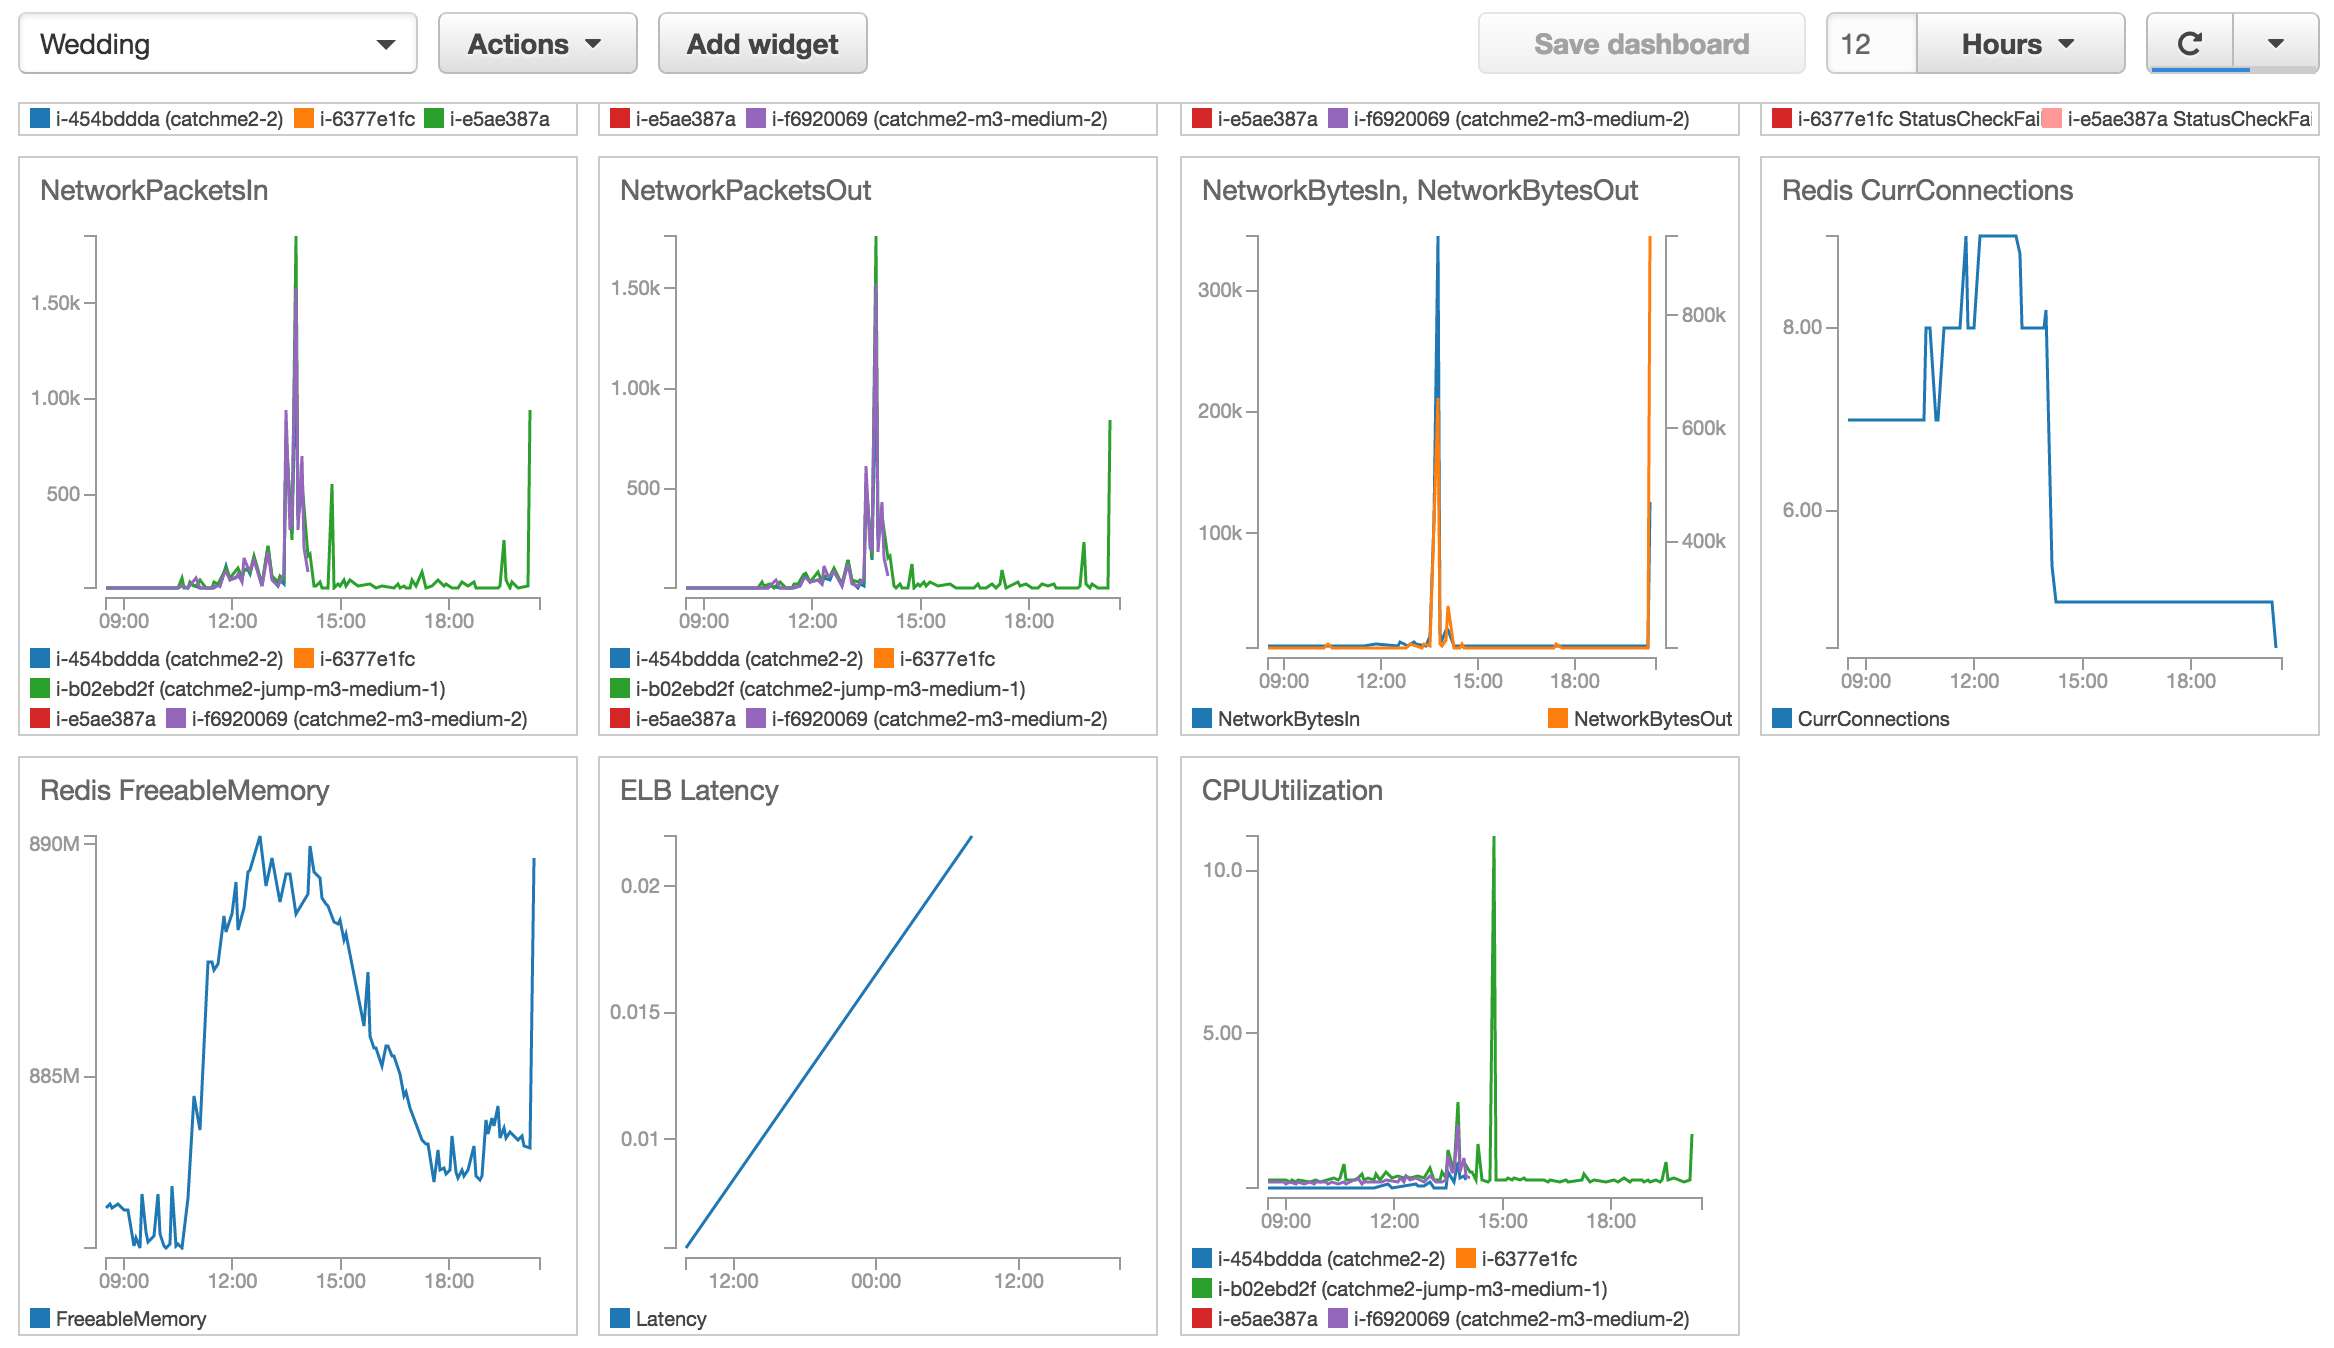 Wedding Actions Add widget Save dashboard 12 Hours
i-454bddda (catchme2-2) i-6377e1fc i-e5ae387a
i-e5ae387a i-f6920069 (catchme2-m3-medium-2)
i-e5ae387a i-f6920069 (catchme2-m3-medium-2)
i-6377e1fc StatusCheckFai i-e5ae387a StatusCheckFai
NetworkPacketsIn
1.50k
1.00k
500
09:00 12:00 15:00 18:00
i-454bddda (catchme2-2) i-6377e1fc
i-b02ebd2f (catchme2-jump-m3-medium-1)
i-e5ae387a i-f6920069 (catchme2-m3-medium-2)
NetworkPacketsOut
1.50k
1.00k
500
09:00 12:00 15:00 18:00
i-454bddda (catchme2-2) i-6377e1fc
i-b02ebd2f (catchme2-jump-m3-medium-1)
i-e5ae387a i-f6920069 (catchme2-m3-medium-2)
NetworkBytesIn, NetworkBytesOut
300k
800k
200k
600k
100k
400k
09:00 12:00 15:00 18:00
NetworkBytesIn NetworkBytesOut
Redis CurrConnections
8.00
6.00
09:00 12:00 15:00 18:00
CurrConnections
Redis FreeableMemory
890M
885M
09:00 12:00 15:00 18:00
FreeableMemory
ELB Latency
0.02
0.015
0.01
12:00 00:00 12:00
Latency
CPUUtilization
10.0
5.00
09:00 12:00 15:00 18:00
i-454bddda (catchme2-2) i-6377e1fc
i-b02ebd2f (catchme2-jump-m3-medium-1)
i-e5ae387a i-f6920069 (catchme2-m3-medium-2)